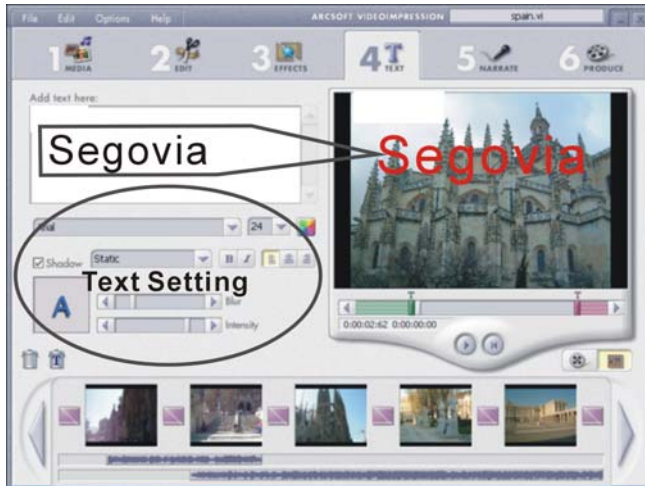 File Edit Options Help ARCSOFT VIDEOIMPRESSION spain.vi
1 MEDIA 2 EDIT 3 EFFECTS 4 T TEXT 5 NARRATE 6 PRODUCE
Add text here:
Segovia
Segovia
Arial 24
Shadow Static B I
Text Setting
A
Blur
Intensity
T T
0:00:02:62 0:00:00:00
T